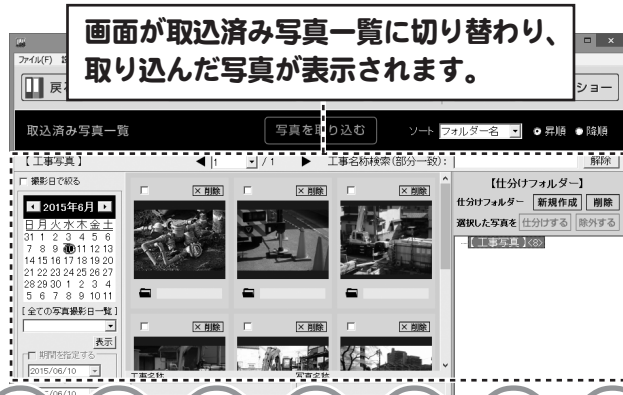 画面が取込済み写真一覧に切り替わり、
取り込んだ写真が表示されます。
ファイル(F)
戻
ショー
取込済み写真一覧
写真を取り込む
ソート フォルダー名 昇順 降順
【工事写真】 1 / 1 工事名称検索(部分一致): 解除
撮影日で絞る
2015年6月
日 月 火 水 木 金 土
31 1 2 3 4 5 6
7 8 9 10 11 12 13
14 15 16 17 18 19 20
21 22 23 24 25 26 27
28 29 30 1 2 3 4
5 6 7 8 9 10 11
[全ての写真撮影日一覧]
表示
期間を指定する
2015/06/10
×削除 ×削除 ×削除
×削除 ×削除 ×削除
工事名称 写真名称
【仕分けフォルダー】
仕分けフォルダー 新規作成 削除
選択した写真を 仕分けする 除外する
【工事写真】<8>